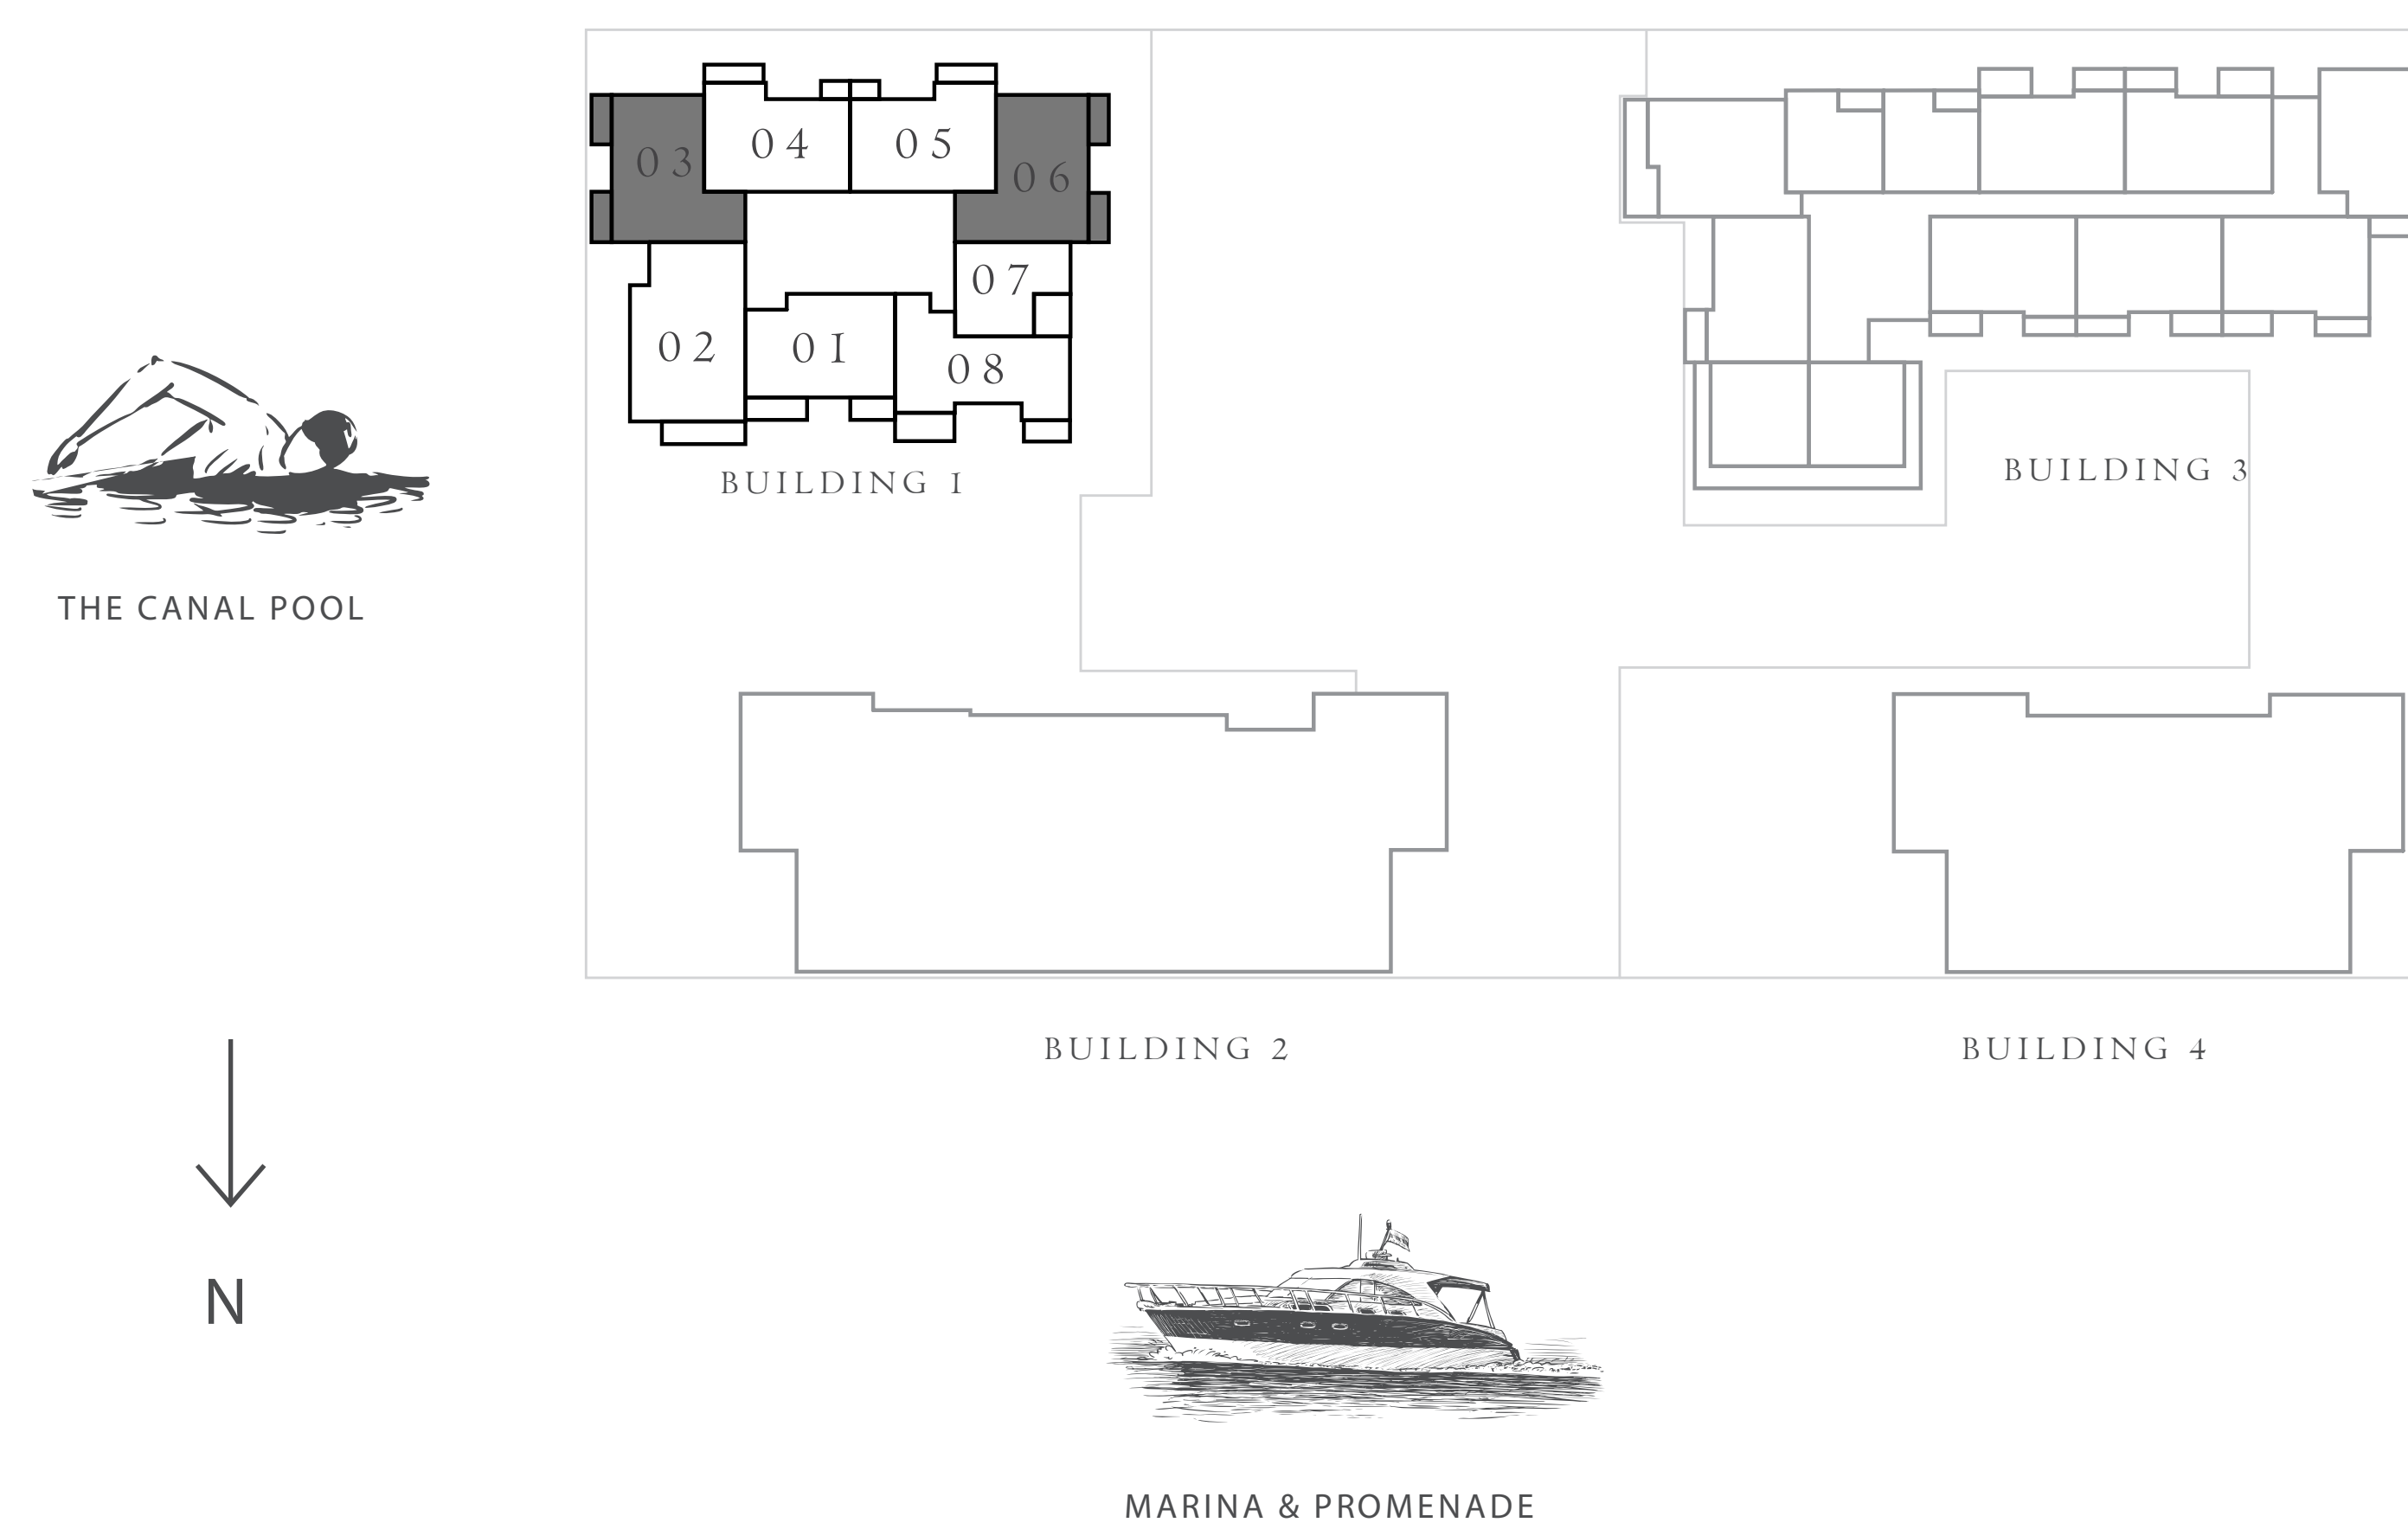 04
05
03
06
07
02
01
08
BUILDING 1
BUILDING 3
THE CANAL POOL
BUILDING 2
BUILDING 4
N
MARINA & PROMENADE